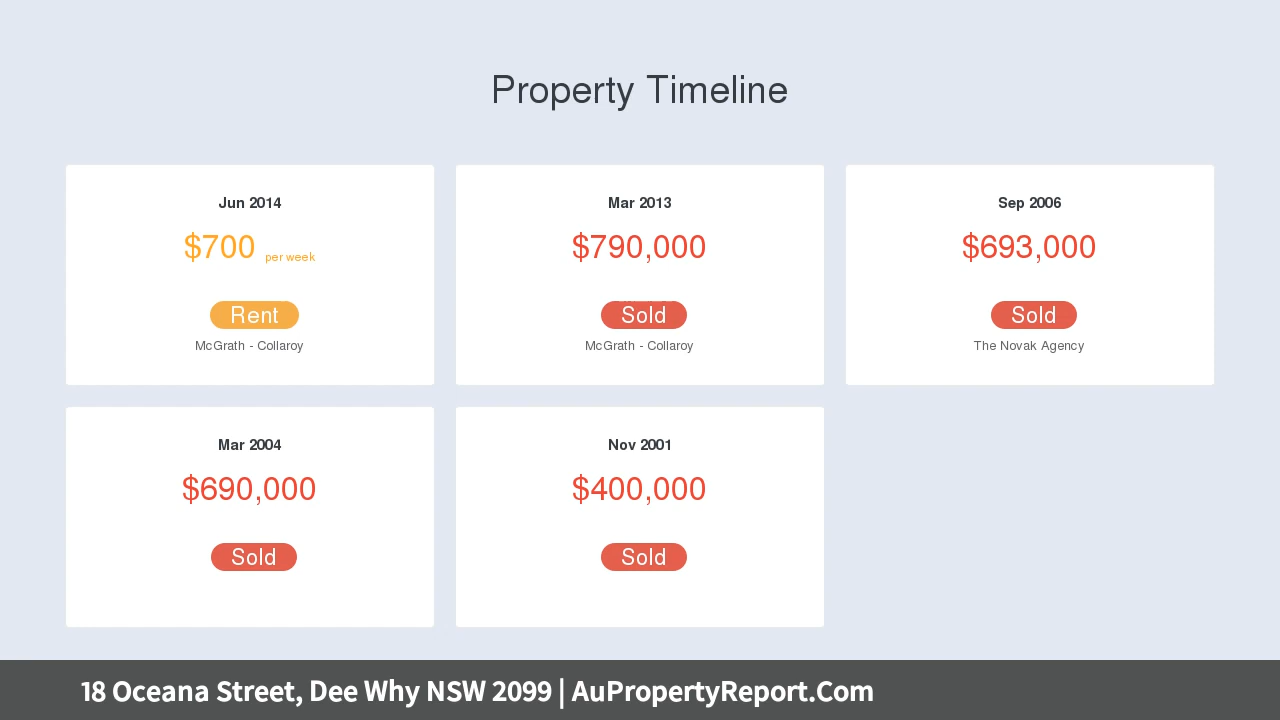 Property Timeline
Jun 2014
$700 per week
Rent
McGrath - Collaroy
Mar 2013
$790,000
Sold
McGrath - Collaroy
Sep 2006
$693,000
Sold
The Novak Agency
Mar 2004
$690,000
Sold
Nov 2001
$400,000
Sold
18 Oceana Street, Dee Why NSW 2099 | AuPropertyReport.Com